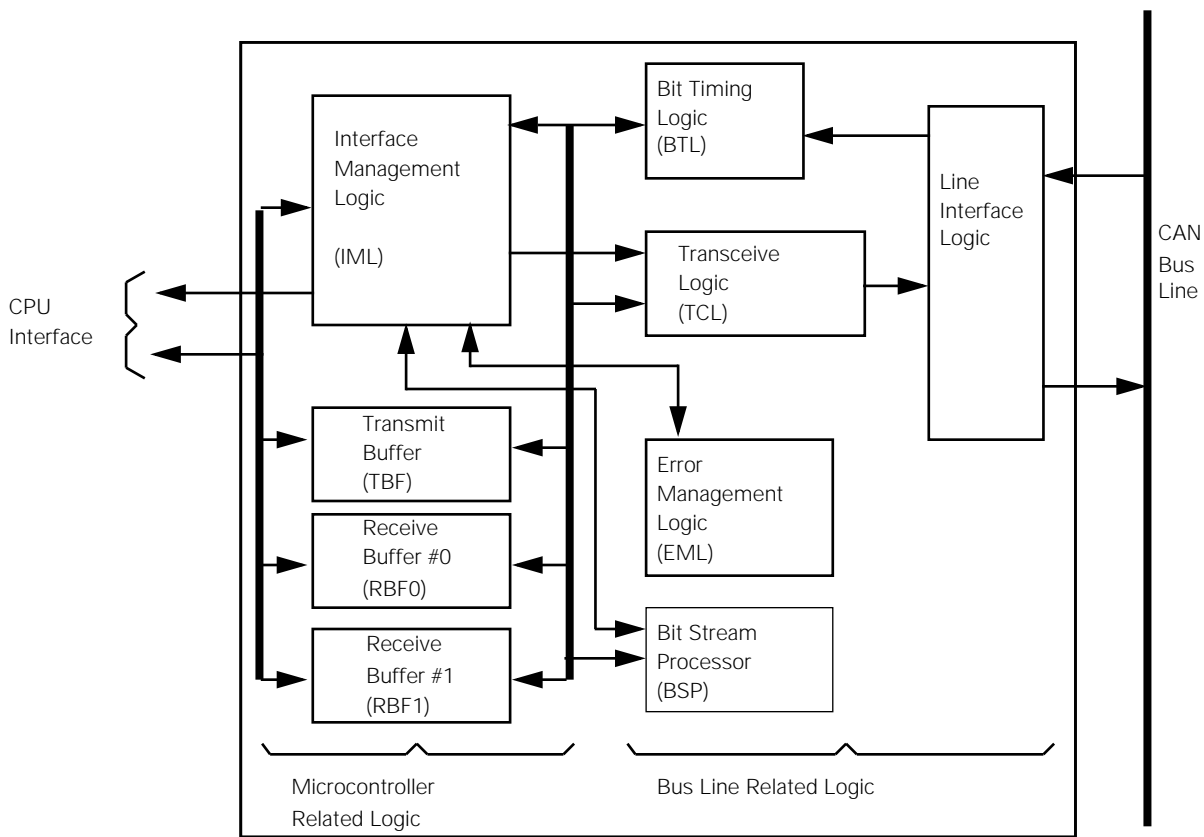 Interface
Management
Logic
(IML)
Bit Timing
Logic
(BTL)
Line
Interface
Logic
CAN
Bus
Line
Transceive
Logic
(TCL)
CPU
Interface
Transmit
Buffer
(TBF)
Error
Management
Logic
(EML)
Receive
Buffer #0
(RBF0)
Receive
Buffer #1
(RBF1)
Bit Stream
Processor
(BSP)
Microcontroller
Related Logic
Bus Line Related Logic